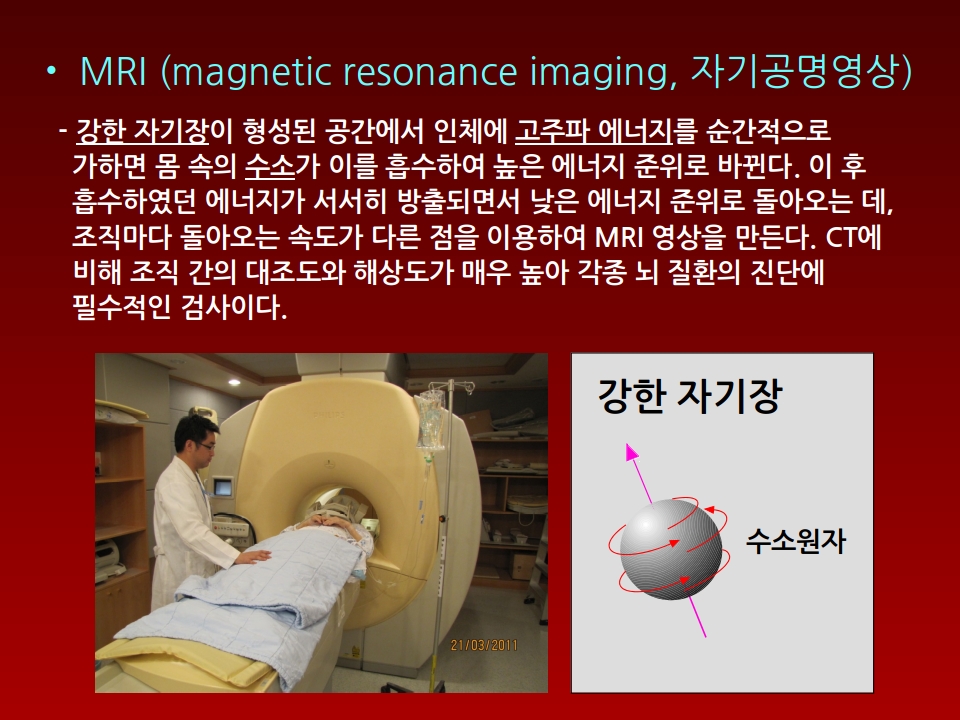 • MRI (magnetic resonance imaging, 자기공명영상)
- 강한 자기장이 형성된 공간에서 인체에 고주파 에너지를 순간적으로
가하면 몸 속의 수소가 이를 흡수하여 높은 에너지 준위로 바뀐다. 이 후
흡수하였던 에너지가 서서히 방출되면서 낮은 에너지 준위로 돌아오는 데,
조직마다 돌아오는 속도가 다른 점을 이용하여 MRI 영상을 만든다. CT에
비해 조직 간의 대조도와 해상도가 매우 높아 각종 뇌 질환의 진단에
필수적인 검사이다.
강한 자기장
수소원자
21/03/2011